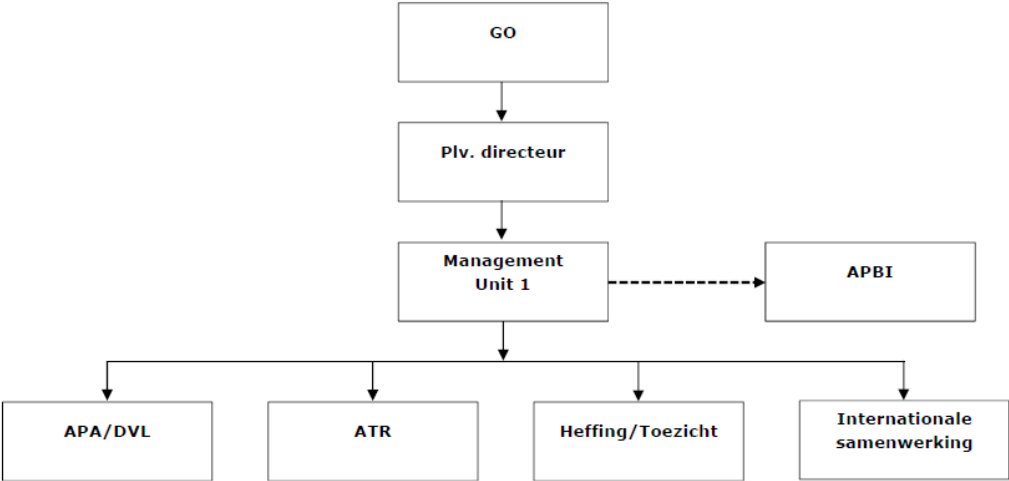 GO
Plv. directeur
Management
Unit 1
APBI
APA/DVL
ATR
Heffing/Toezicht
Internationale
samenwerking